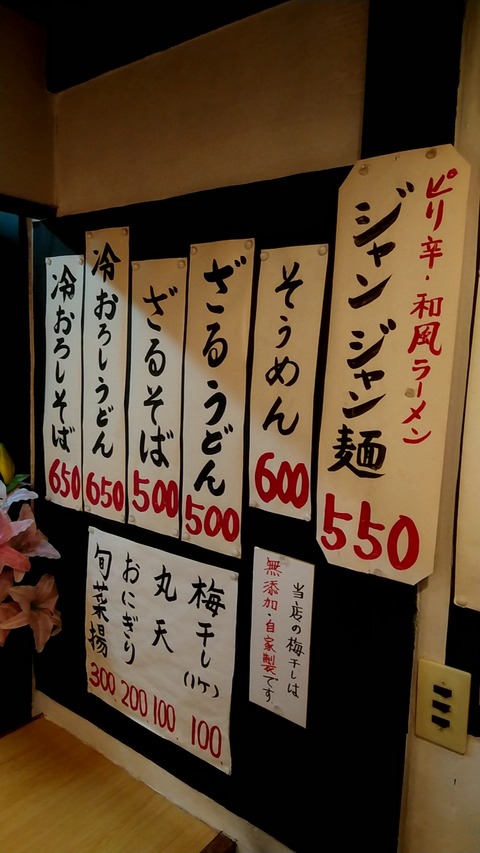 ピリ辛・和風ラーメン
ジャンジャン麺
550
そうめん
600
ざるうどん
500
ざるそば
500
冷おろしうどん
650
冷おろしそば
650
当店の梅干しは
無添加・自家製です
梅干し(1ケ)
100
丸天
100
おにぎり
200
旬菜揚
300